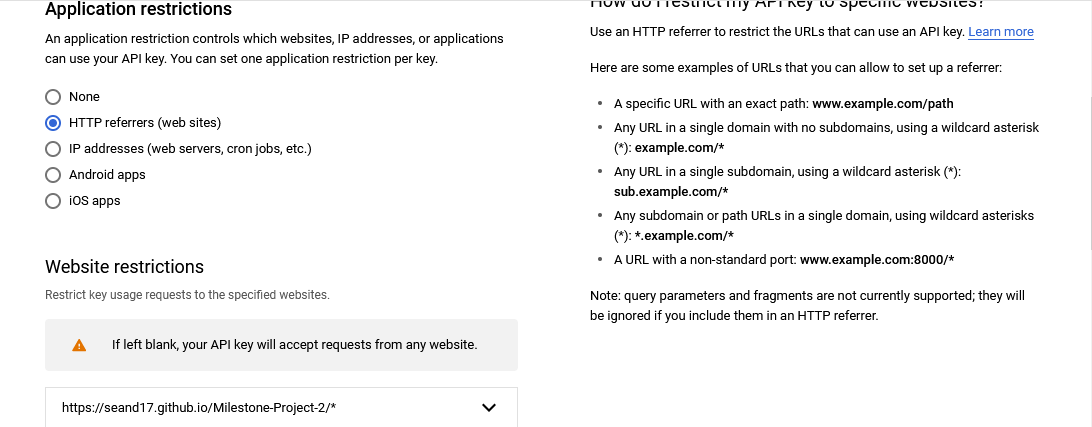 Application restrictions
An application restriction controls which websites, IP addresses, or applications
can use your API key. You can set one application restriction per key.
None
HTTP referrers (web sites)
IP addresses (web servers, cron jobs, etc.)
Android apps
iOS apps
Website restrictions
Restrict key usage requests to the specified websites.
If left blank, your API key will accept requests from any website.
https://seand17.github.io/Milestone-Project-2/*
How do I restrict my API key to specific websites?
Use an HTTP referrer to restrict the URLs that can use an API key. Learn more
Here are some examples of URLs that you can allow to set up a referrer:
• A specific URL with an exact path: www.example.com/path
• Any URL in a single domain with no subdomains, using a wildcard asterisk
(*): example.com/*
• Any URL in a single subdomain, using a wildcard asterisk (*):
sub.example.com/*
• Any subdomain or path URLs in a single domain, using wildcard asterisks
(*): *.example.com/*
• A URL with a non-standard port: www.example.com:8000/*
Note: query parameters and fragments are not currently supported; they will
be ignored if you include them in an HTTP referrer.